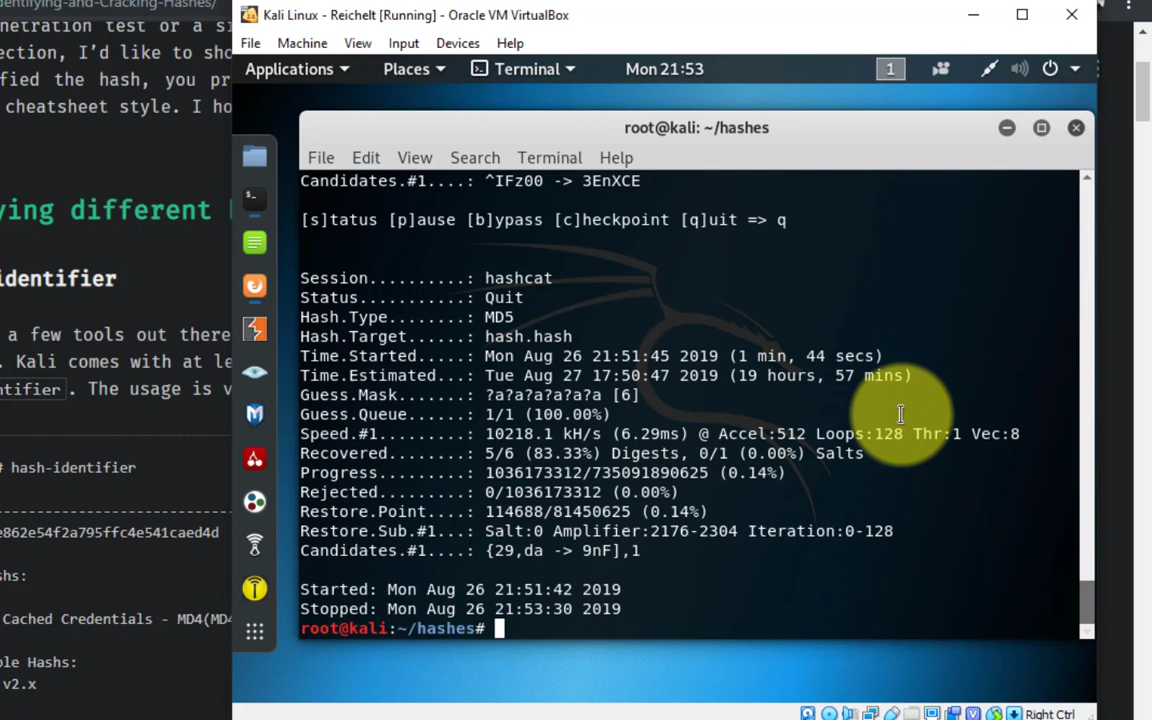 dentifying-and-Cracking-Hashes/
Kali Linux - Reichelt [Running] - Oracle VM VirtualBox
File Machine View Input Devices Help
Applications Places Terminal Mon 21:53 1
root@kali: ~/hashes
File Edit View Search Terminal Help
Candidates.#1....: ^IFz00 -> 3EnXCE
[s]tatus [p]ause [b]ypass [c]heckpoint [q]uit => q
Session..........: hashcat
Status...........: Quit
Hash.Type........: MD5
Hash.Target......: hash.hash
Time.Started.....: Mon Aug 26 21:51:45 2019 (1 min, 44 secs)
Time.Estimated...: Tue Aug 27 17:50:47 2019 (19 hours, 57 mins)
Guess.Mask.......: ?a?a?a?a?a?a [6]
Guess.Queue......: 1/1 (100.00%)
Speed.#1.........: 10218.1 kH/s (6.29ms) @ Accel:512 Loops:128 Thr:1 Vec:8
Recovered........: 5/6 (83.33%) Digests, 0/1 (0.00%) Salts
Progress.........: 1036173312/735091890625 (0.14%)
Rejected.........: 0/1036173312 (0.00%)
Restore.Point....: 114688/81450625 (0.14%)
Restore.Sub.#1...: Salt:0 Amplifier:2176-2304 Iteration:0-128
Candidates.#1....: {29,da -> 9nF],1
Started: Mon Aug 26 21:51:42 2019
Stopped: Mon Aug 26 21:53:30 2019
root@kali:~/hashes#
Right Ctrl
netration test or a si
ection, I'd like to sho
fied the hash, you pr
cheatsheet style. I ho
ying different
identifier
a few tools out there
. Kali comes with at le
ntifier . The usage is v
# hash-identifier
e862e54f2a795ffc4e541caed4d
shs:
Cached Credentials - MD4(MD4
le Hashs:
v2.x